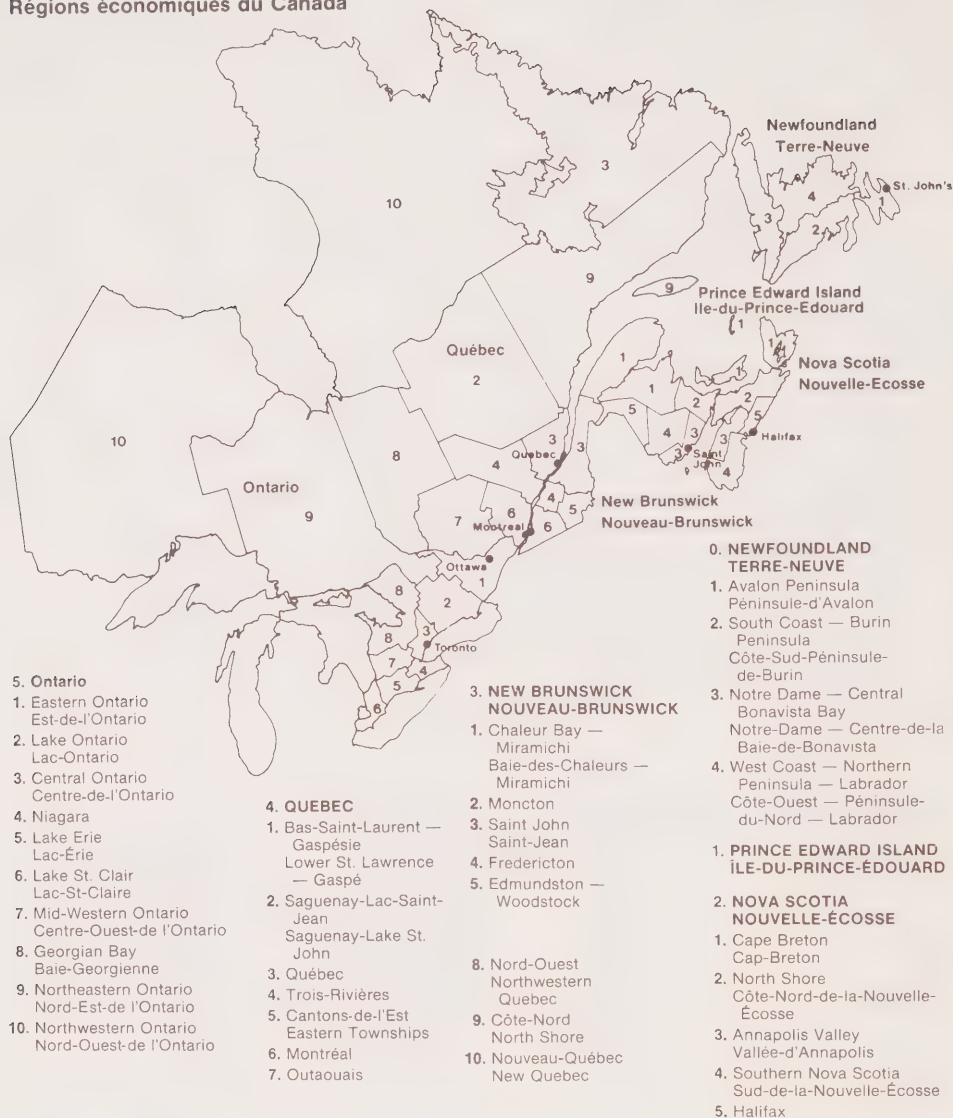 Régions économiques du Canada
Newfoundland
Terre-Neuve
3
4
St. John's
1
10
3
2
9
9
Prince Edward Island
Ile-du-Prince-Edouard
1
1
Québec
2
1
1
Nova Scotia
Nouvelle-Ecosse
1
2
2
5
5
10
8
3
4
3
3
Halifax
Quebec
3
4
3
Saint
John
4
Ontario
9
7
6
4
5
New Brunswick
Nouveau-Brunswick
Montreal
6
Ottawa
1
8
2
8
3
Toronto
7
4
5
6
5. Ontario
1. Eastern Ontario
Est-de-l'Ontario
2. Lake Ontario
Lac-Ontario
3. Central Ontario
Centre-de-l'Ontario
4. Niagara
5. Lake Erie
Lac-Érie
6. Lake St. Clair
Lac-St-Claire
7. Mid-Western Ontario
Centre-Ouest-de l'Ontario
8. Georgian Bay
Baie-Georgienne
9. Northeastern Ontario
Nord-Est-de l'Ontario
10. Northwestern Ontario
Nord-Ouest-de l'Ontario
4. QUEBEC
1. Bas-Saint-Laurent —
Gaspésie
Lower St. Lawrence
— Gaspé
2. Saguenay-Lac-Saint-
Jean
Saguenay-Lake St.
John
3. Québec
4. Trois-Rivières
5. Cantons-de-l'Est
Eastern Townships
6. Montréal
7. Outaouais
3. NEW BRUNSWICK
NOUVEAU-BRUNSWICK
1. Chaleur Bay —
Miramichi
Baie-des-Chaleurs —
Miramichi
2. Moncton
3. Saint John
Saint-Jean
4. Fredericton
5. Edmundston —
Woodstock
8. Nord-Ouest
Northwestern
Quebec
9. Côte-Nord
North Shore
10. Nouveau-Québec
New Quebec
0. NEWFOUNDLAND
TERRE-NEUVE
1. Avalon Peninsula
Péninsule-d'Avalon
2. South Coast — Burin
Peninsula
Côte-Sud-Péninsule-
de-Burin
3. Notre Dame — Central
Bonavista Bay
Notre-Dame — Centre-de-la
Baie-de-Bonavista
4. West Coast — Northern
Peninsula — Labrador
Côte-Ouest — Péninsule-
du-Nord — Labrador
1. PRINCE EDWARD ISLAND
ÎLE-DU-PRINCE-ÉDOUARD
2. NOVA SCOTIA
NOUVELLE-ÉCOSSE
1. Cape Breton
Cap-Breton
2. North Shore
Côte-Nord-de-la-Nouvelle-
Écosse
3. Annapolis Valley
Vallée-d'Annapolis
4. Southern Nova Scotia
Sud-de-la-Nouvelle-Écosse
5. Halifax